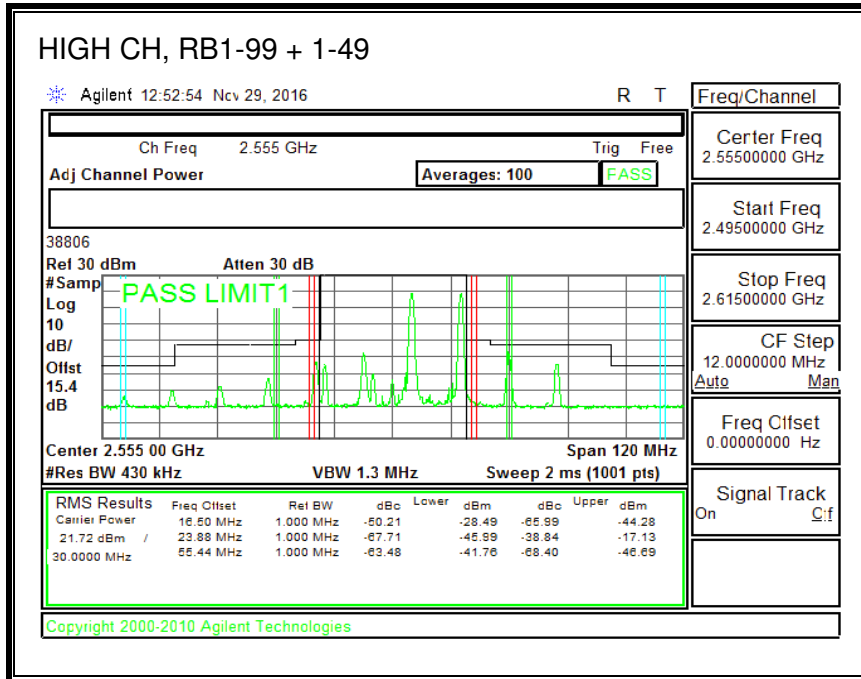 HIGH CH, RB1-99 + 1-49
Agilent 12:52:54 Nov 29, 2016 R T
Freq/Channel
Ch Freq 2.555 GHz Trig Free
Adj Channel Power Averages: 100 PASS
Center Freq
2.55500000 GHz
Start Freq
2.49500000 GHz
Stop Freq
2.61500000 GHz
CF Step
12.0000000 MHz
Auto Man
Freq Offset
0.00000000 Hz
Signal Track
On Off
38806
Ref 30 dBm Atten 30 dB
#Samp
Log
10
dB/
Offst
15.4
dB
PASS LIMIT1
Center 2.555 00 GHz Span 120 MHz
#Res BW 430 kHz VBW 1.3 MHz Sweep 2 ms (1001 pts)
RMS Results Freq Offset Ref BW dBc Lower dBm dBc Upper dBm
Carrier Power 16.50 MHz 1.000 MHz -50.21 -28.49 -65.99 -44.28
21.72 dBm / 23.88 MHz 1.000 MHz -67.71 -45.99 -38.84 -17.13
30.0000 MHz 55.44 MHz 1.000 MHz -63.48 -41.76 -68.40 -46.69
Copyright 2000-2010 Agilent Technologies